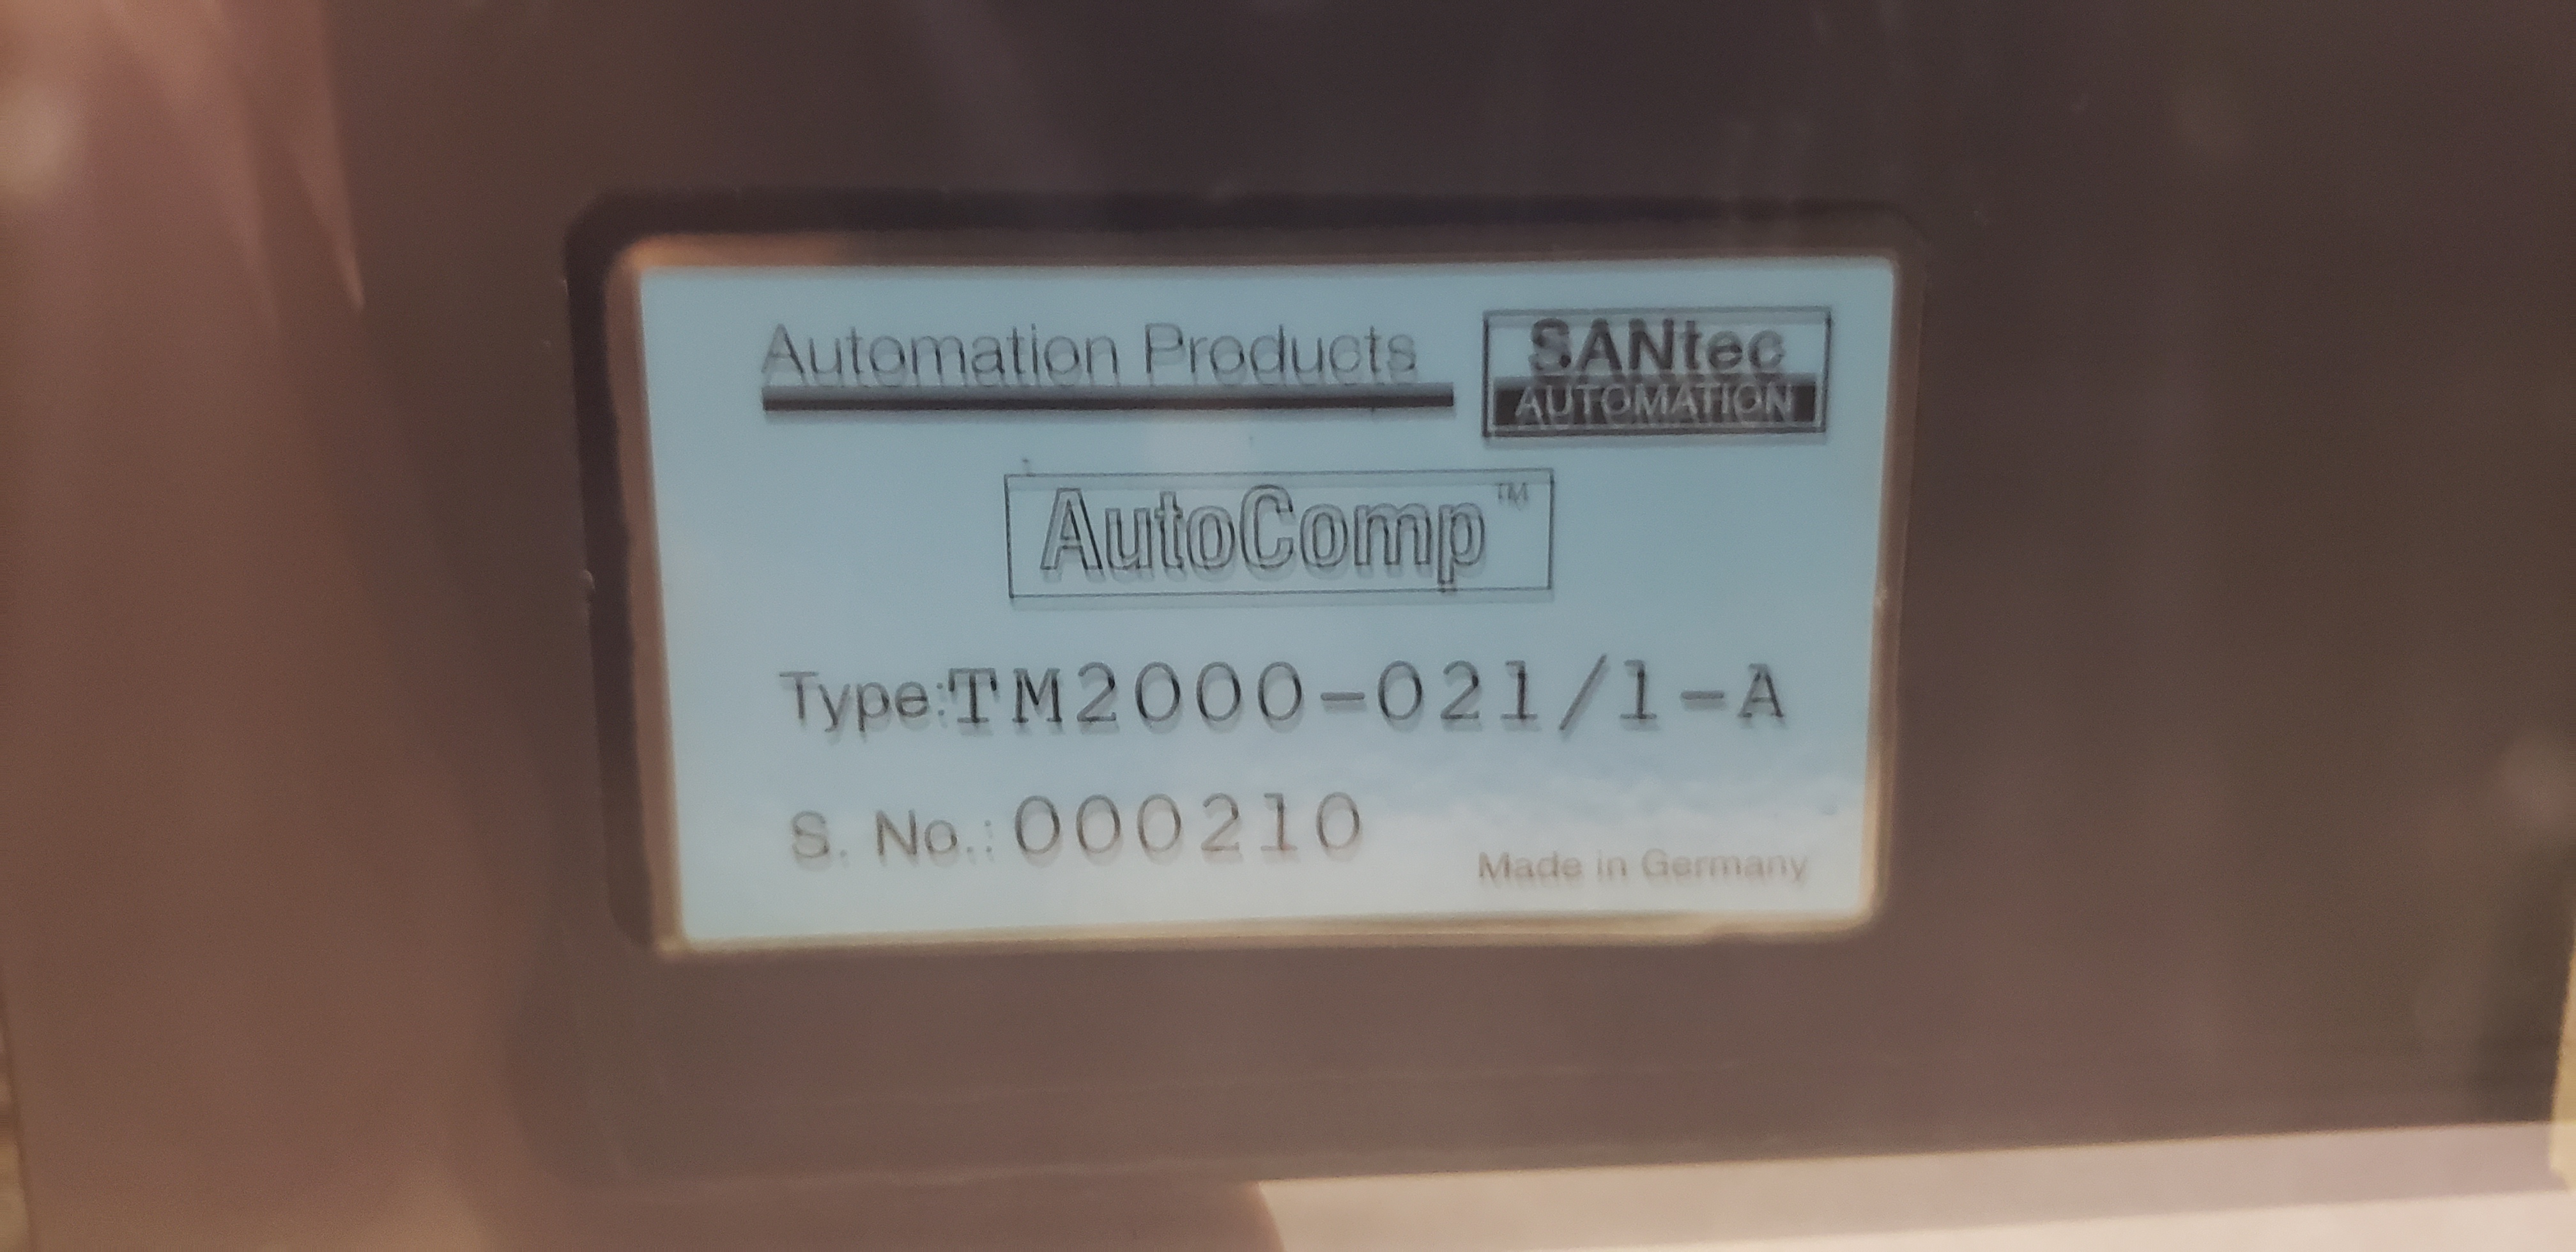 Automation Products
SANtec
AUTOMATION
AutoComp™
Type:TM2000-021/1-A
S. No.: 000210
Made in Germany